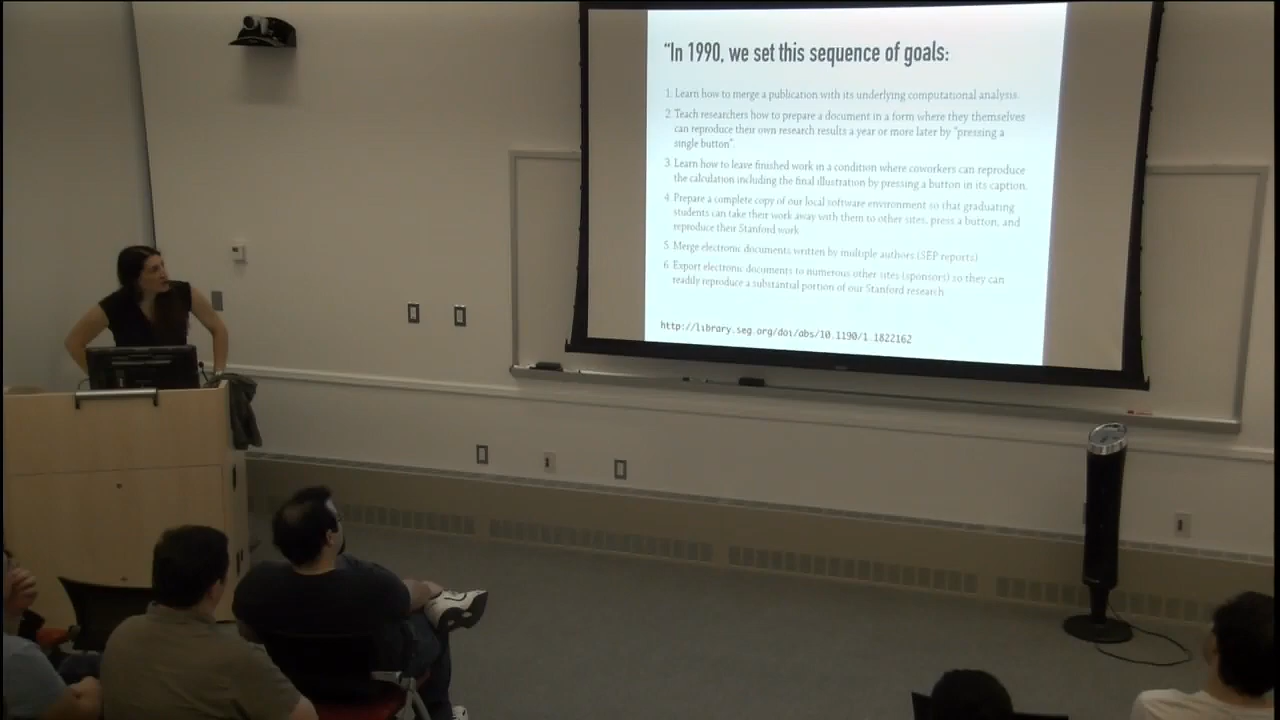 "In 1990, we set this sequence of goals:
1. Learn how to merge a publication with its underlying computational analysis.
2. Teach researchers how to prepare a document in a form where they themselves
can reproduce their own research results a year or more later by "pressing a
single button".
3. Learn how to leave finished work in a condition where coworkers can reproduce
the calculation including the final illustration by pressing a button in its caption.
4. Prepare a complete copy of our local software environment so that graduating
students can take their work away with them to other sites, press a button, and
reproduce their Stanford work
5. Merge electronic documents written by multiple authors (SEP reports)
6. Export electronic documents to numerous other sites (sponsors) so they can
readily reproduce a substantial portion of our Stanford research
http://library.seg.org/doi/abs/10.1190/1.1822162